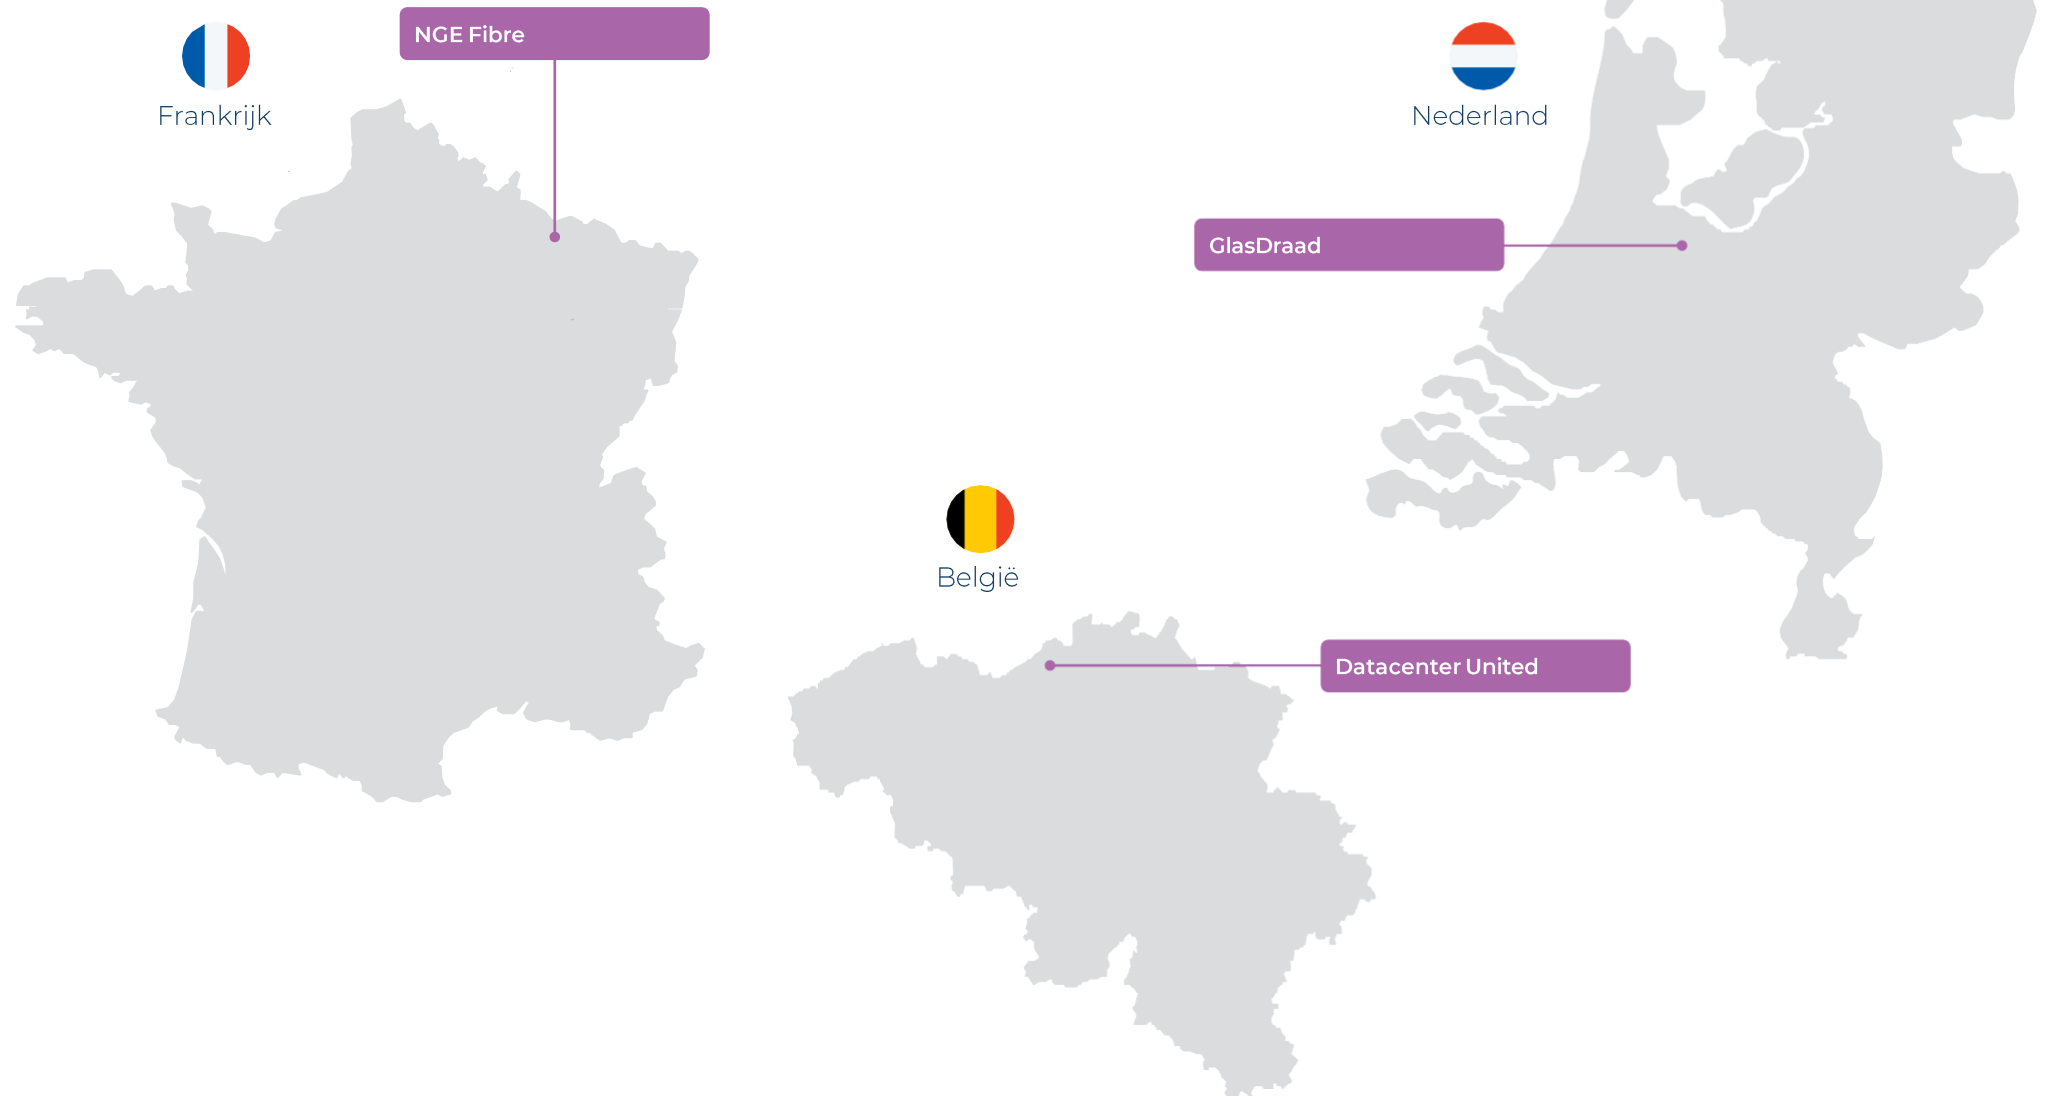 NGE Fibre
Frankrijk
Nederland
GlasDraad
België
Datacenter United